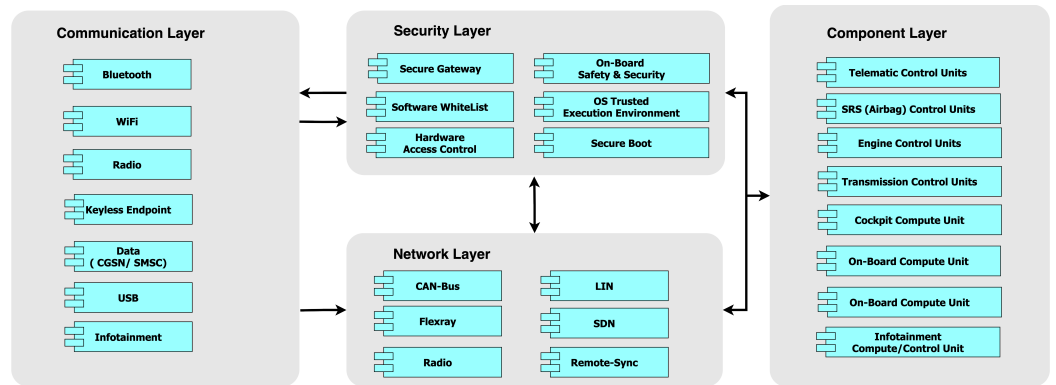 Communication Layer
Bluetooth
WiFi
Radio
Keyless Endpoint
Data
( CGSN/ SMSC)
USB
Infotainment
Security Layer
Secure Gateway
Software WhiteList
Hardware
Access Control
On-Board
Safety & Security
OS Trusted
Execution Environment
Secure Boot
Network Layer
CAN-Bus
Flexray
Radio
LIN
SDN
Remote-Sync
Component Layer
Telematic Control Units
SRS (Airbag) Control Units
Engine Control Units
Transmission Control Units
Cockpit Compute Unit
On-Board Compute Unit
On-Board Compute Unit
Infotainment
Compute/Control Unit